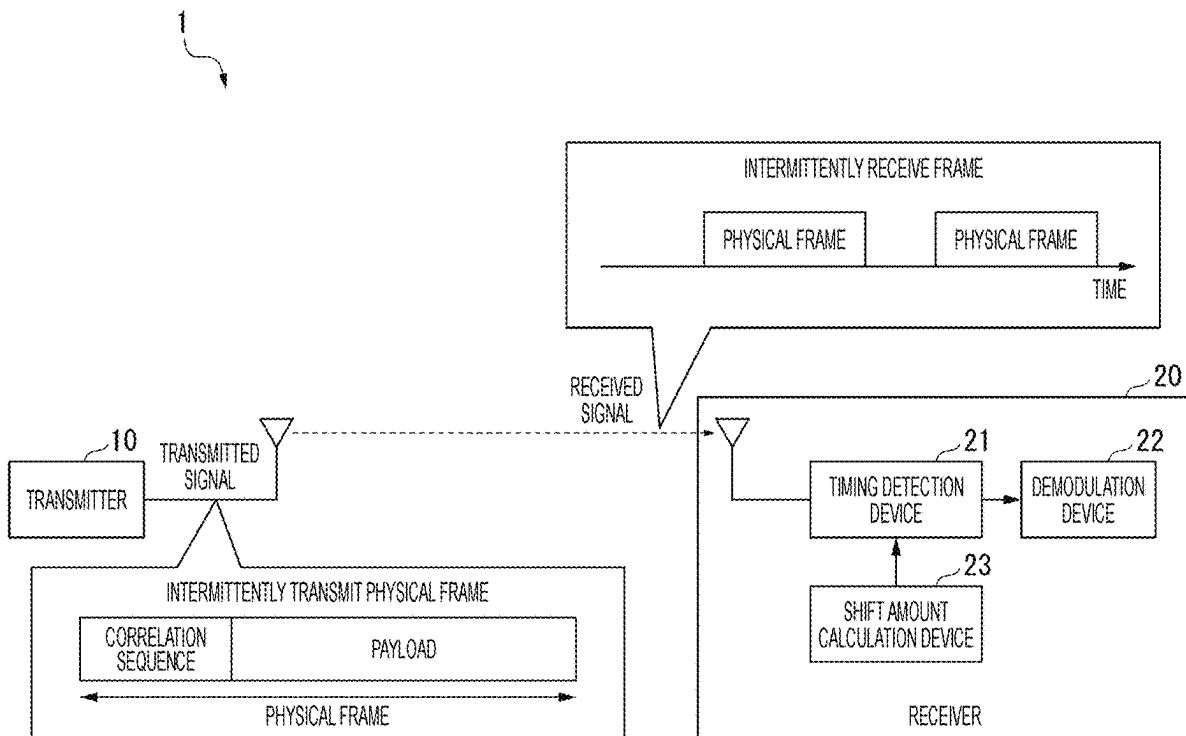 1
INTERMITTENTLY RECEIVE FRAME
PHYSICAL FRAME
PHYSICAL FRAME
TIME
RECEIVED
SIGNAL
20
10
TRANSMITTER
TRANSMITTED
SIGNAL
21
TIMING DETECTION
DEVICE
22
DEMODULATION
DEVICE
23
SHIFT AMOUNT
CALCULATION DEVICE
RECEIVER
INTERMITTENTLY TRANSMIT PHYSICAL FRAME
CORRELATION
SEQUENCE
PAYLOAD
PHYSICAL FRAME